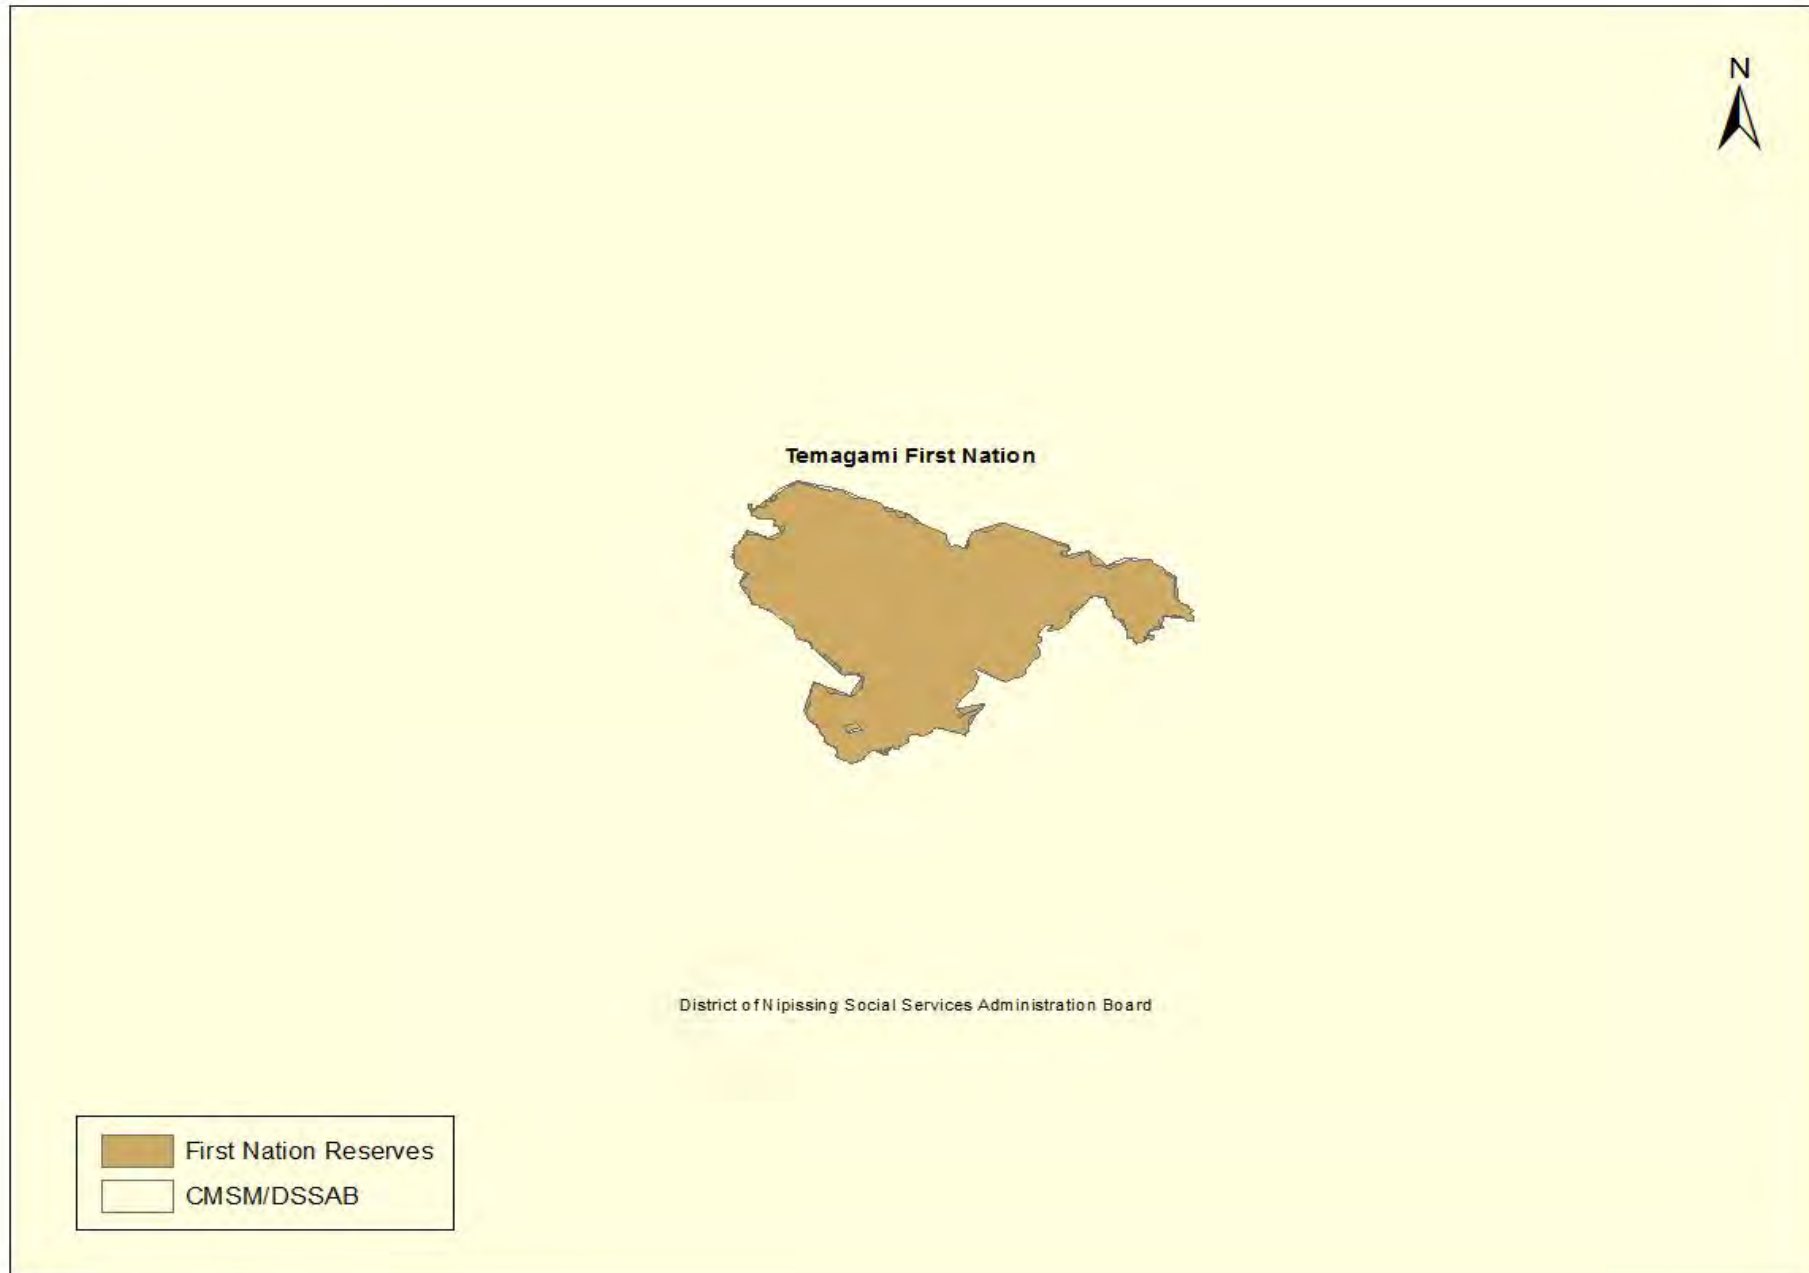 N
Temagami First Nation
District of Nipissing Social Services Administration Board
First Nation Reserves
CMSM/DSSAB